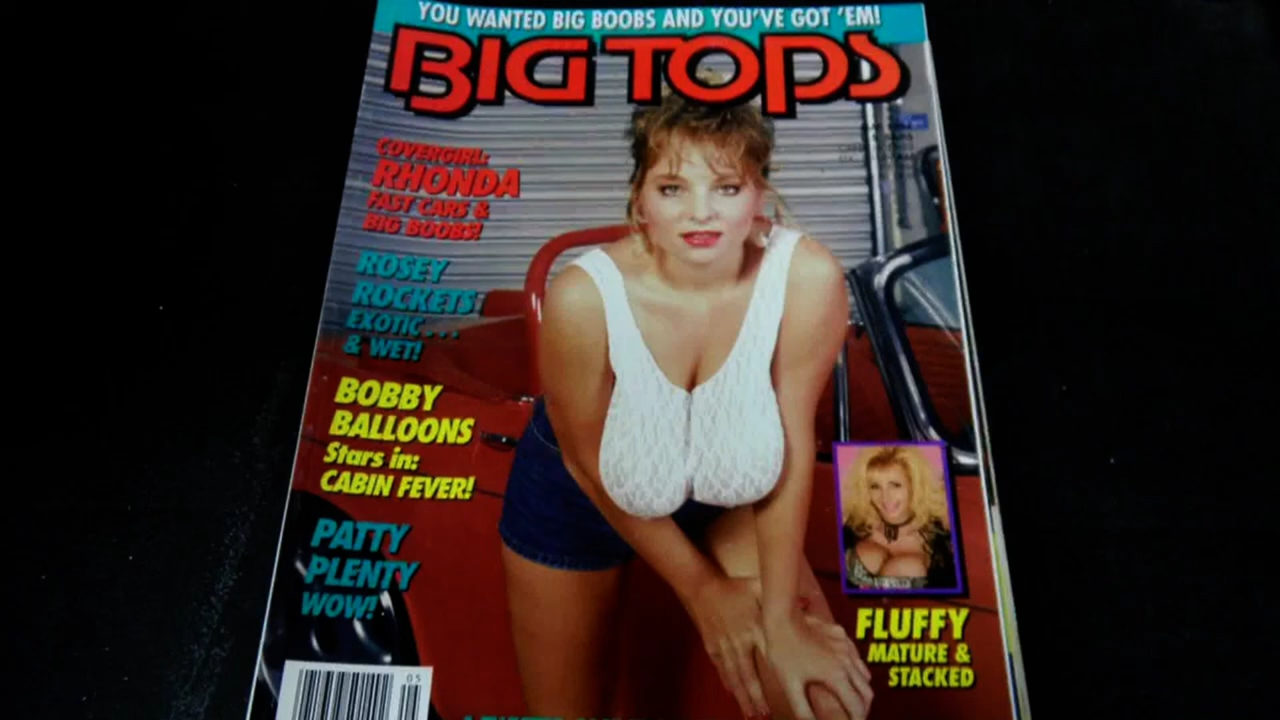 YOU WANTED BIG BOOBS AND YOU'VE GOT 'EM!
BIG TOPS
COVERGIRL:
RHONDA
FAST CARS &
BIG BOOBS!
ROSEY
ROCKETS
EXOTIC...
& WET!
BOBBY
BALLOONS
Stars in:
CABIN FEVER!
PATTY
PLENTY
WOW!
FLUFFY
MATURE &
STACKED
05